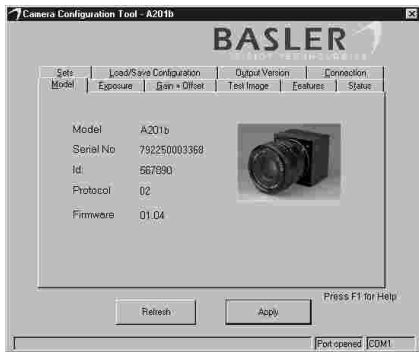 Camera Configuration Tool - A201b
BASLER
VISION TECHNOLOGIES
Sets Load/Save Configuration Output Version Connection
Model Exposure Gain + Offset Test Image Features Status
Model A201b
Serial No 792250003368
Id: 567890
Protocol 02
Firmware 01.04
Press F1 for Help
Refresh Apply
Port opened COM1